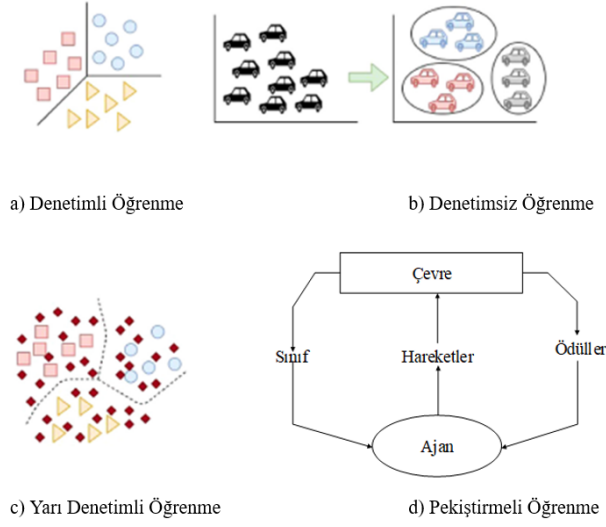 a) Denetimli Öğrenme
b) Denetimsiz Öğrenme
Çevre
Sınıf
Hareketler
Ödüller
Ajan
c) Yarı Denetimli Öğrenme
d) Pekiştirmeli Öğrenme